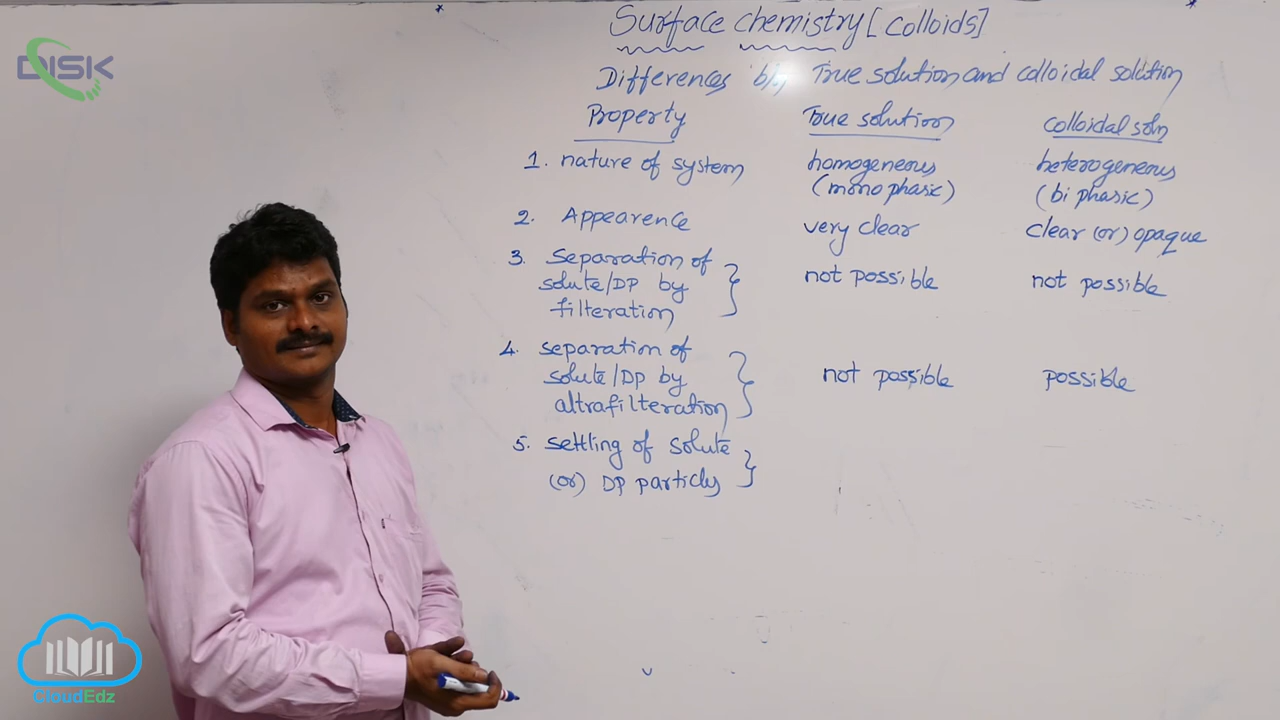 DISK
Surface chemistry [colloids]
Differences b/n True solution and colloidal solution
Property True solution colloidal soln
1. nature of system homogeneous heterogeneous
(mono phasic) (bi phasic)
2. Appearence very clear clear (or) opaque
3. Separation of
solute/DP by not possible not possible
filteration
4. separation of
solute/DP by not possible possible
altrafilteration
5. settling of solute
(or) DP particles
CloudEdz